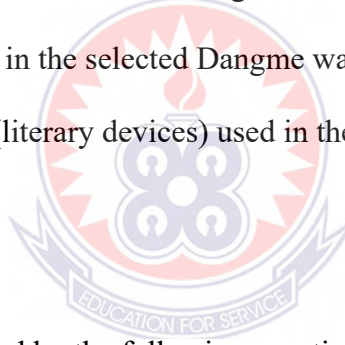 in the selected Dangme wa
literary devices) used in the
EDUCATION FOR SERVICE